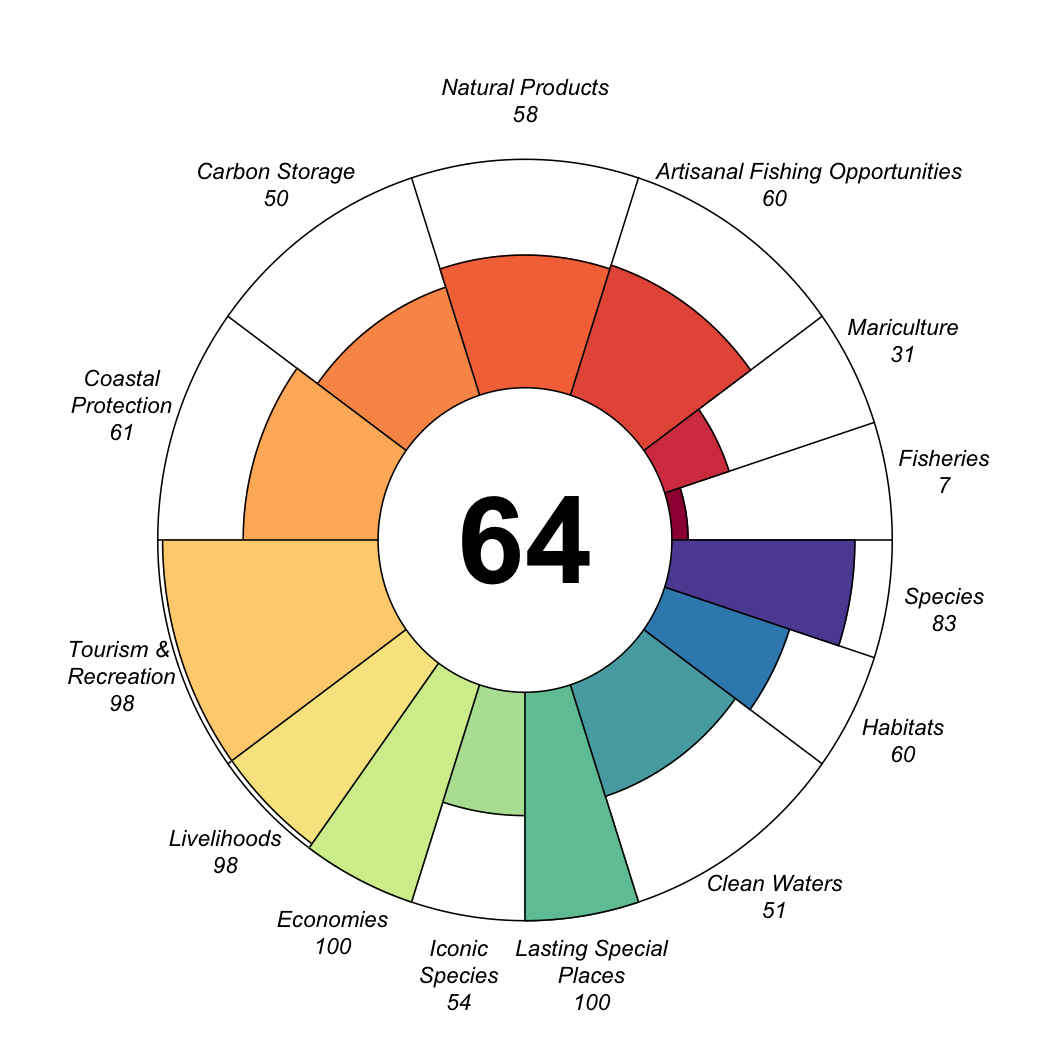 Natural Products
58
Carbon Storage
50
Artisanal Fishing Opportunities
60
Mariculture
31
Coastal
Protection
61
Fisheries
7
64
Species
83
Tourism &
Recreation
98
Habitats
60
Livelihoods
98
Clean Waters
51
Economies
100
Iconic
Species
54
Lasting Special
Places
100